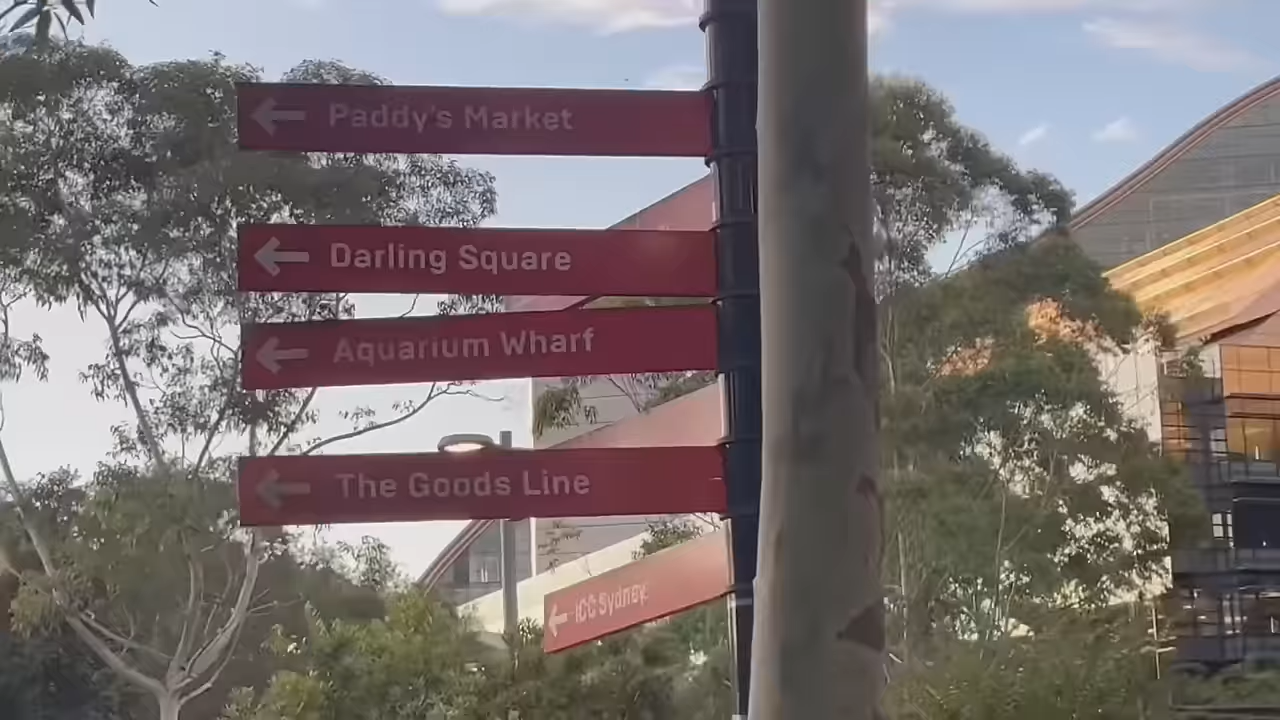 ← Paddy's Market
← Darling Square
← Aquarium Wharf
← The Goods Line
← ICC Sydney